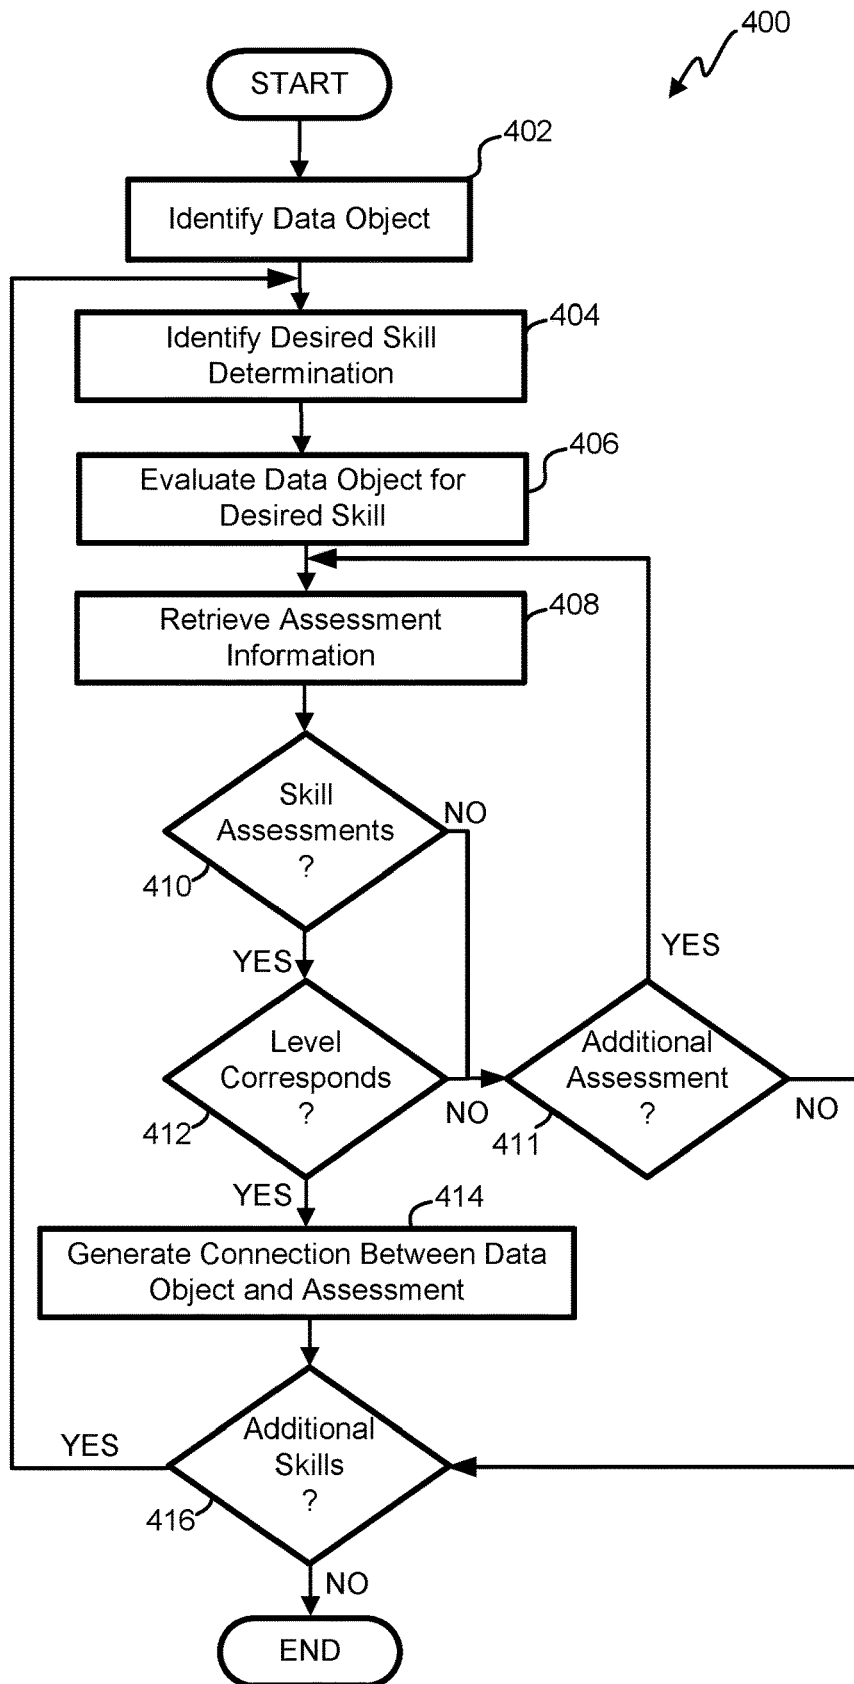 400
START
402
Identify Data Object
404
Identify Desired Skill
Determination
406
Evaluate Data Object for
Desired Skill
408
Retrieve Assessment
Information
Skill
Assessments
?
NO
410
YES
YES
Level
Corresponds
?
NO
412
Additional
Assessment
?
NO
411
YES
414
Generate Connection Between Data
Object and Assessment
YES
Additional
Skills
?
416
NO
END